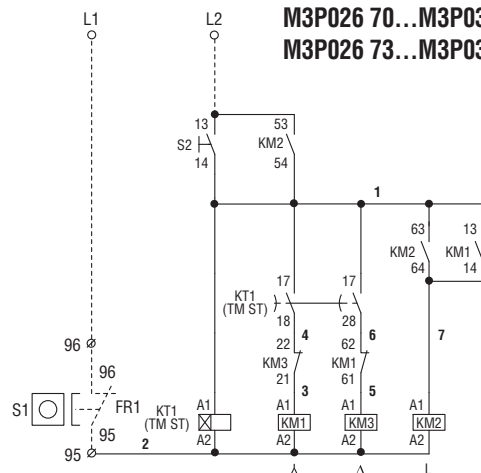 L1 L2 M3P026 70...M3P03
M3P026 73...M3P03
13 53
S2 KM2
14 54
1
63 13
KM2 KM1
64 14
17 17
KT1
(TM ST)
18 28
4 6 7
22 62
KM3 KM1
21 61
3 5
96
96
S1 FR1
95
95 2
KT1
(TM ST)
A1 A1 A1 A1
KM1 KM3 KM2
A2 A2 A2 A2